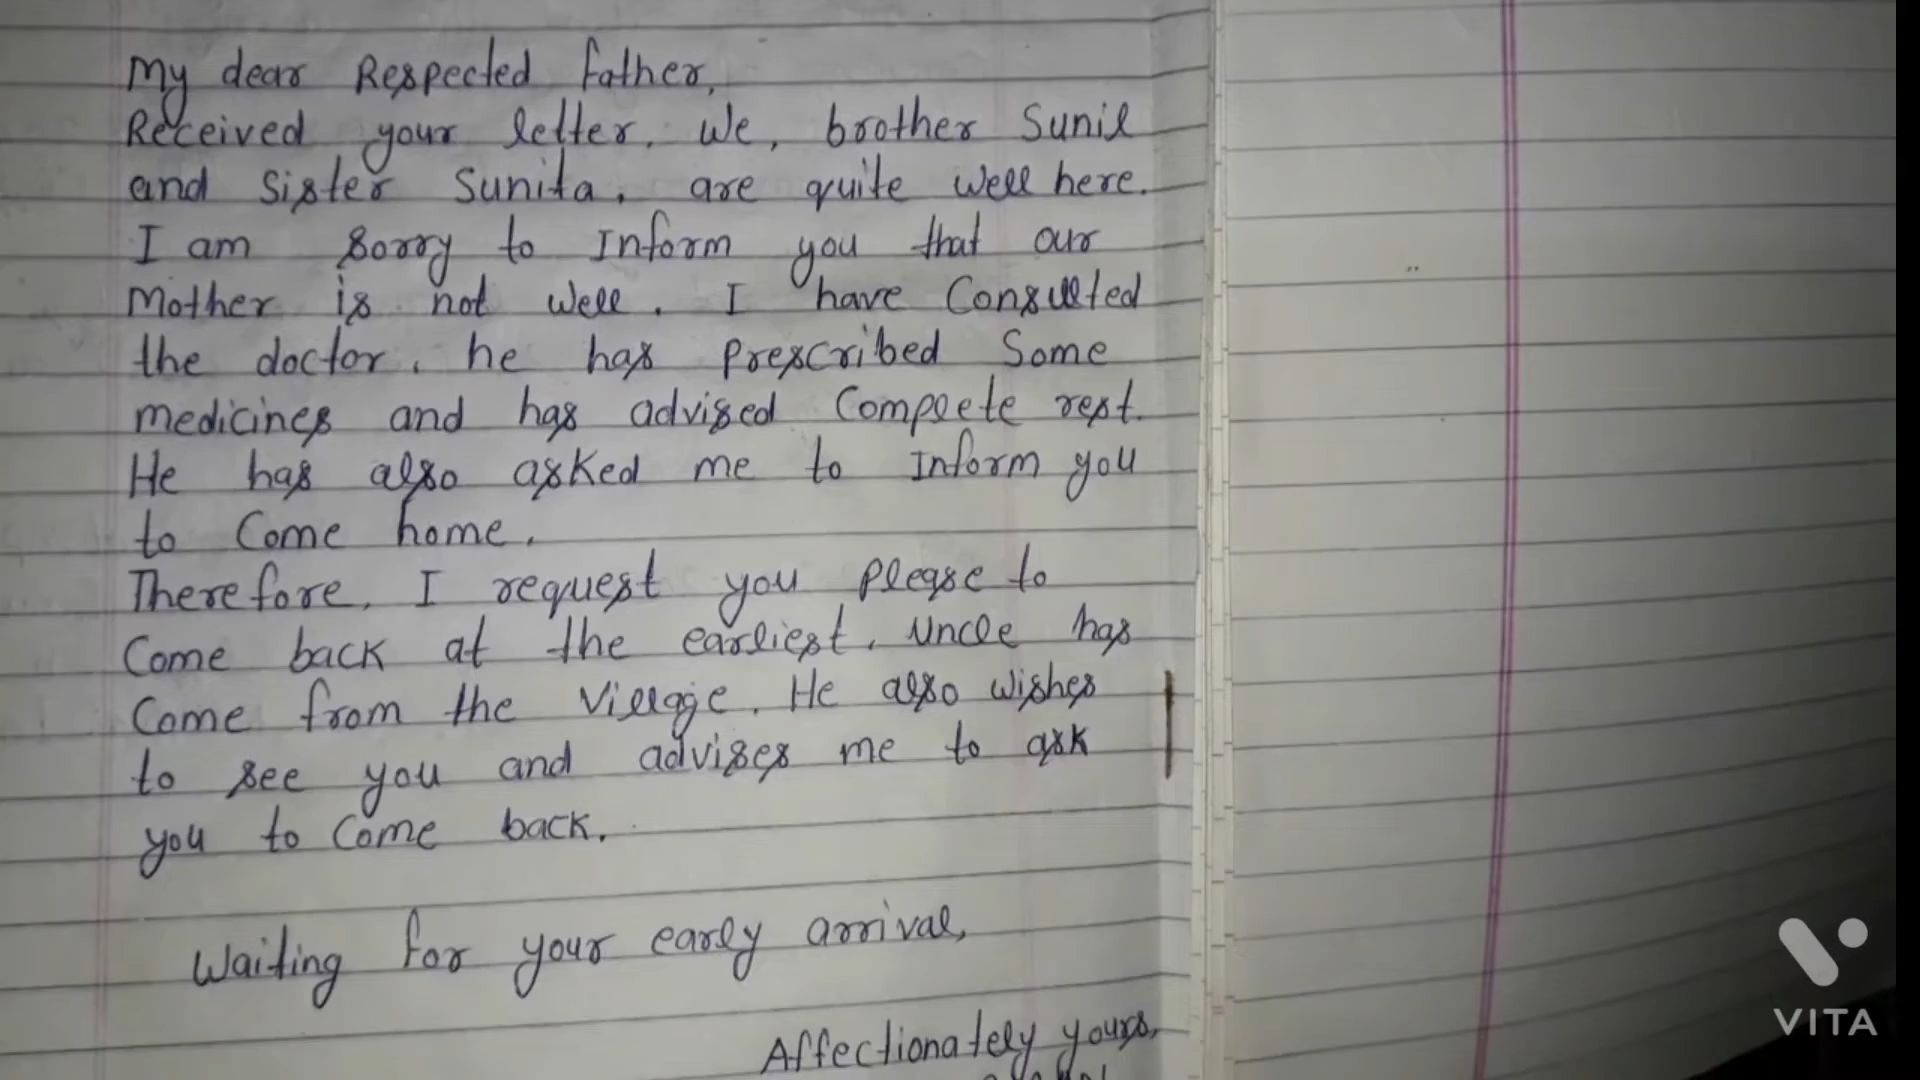 My dear Respected father,
Received your letter. We, brother Sunil
and Sister Sunita, are quite well here.
I am sorry to Inform you that our
Mother is not well. I have Consulted
the doctor, he has Prescribed Some
medicines and has advised Complete rest.
He has also asked me to Inform you
to Come home.
Therefore, I request you please to
Come back at the earliest. Uncle has
Come from the Village. He also wishes
to see you and advises me to ask
you to Come back.
Waiting for your early arrival,
Affectionately yours,
VITA